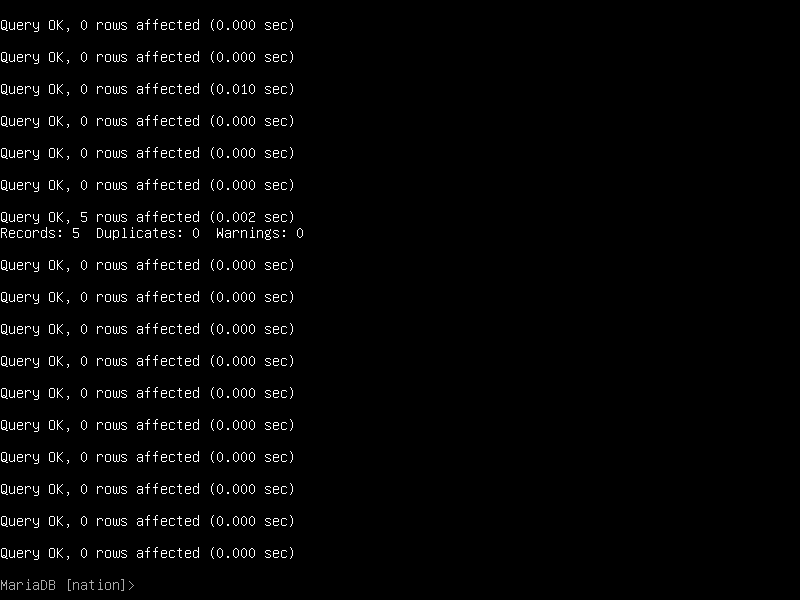 Query OK, 0 rows affected (0.000 sec)
Query OK, 0 rows affected (0.000 sec)
Query OK, 0 rows affected (0.010 sec)
Query OK, 0 rows affected (0.000 sec)
Query OK, 0 rows affected (0.000 sec)
Query OK, 0 rows affected (0.000 sec)
Query OK, 5 rows affected (0.002 sec)
Records: 5  Duplicates: 0  Warnings: 0
Query OK, 0 rows affected (0.000 sec)
Query OK, 0 rows affected (0.000 sec)
Query OK, 0 rows affected (0.000 sec)
Query OK, 0 rows affected (0.000 sec)
Query OK, 0 rows affected (0.000 sec)
Query OK, 0 rows affected (0.000 sec)
Query OK, 0 rows affected (0.000 sec)
Query OK, 0 rows affected (0.000 sec)
Query OK, 0 rows affected (0.000 sec)
Query OK, 0 rows affected (0.000 sec)
MariaDB [nation]>